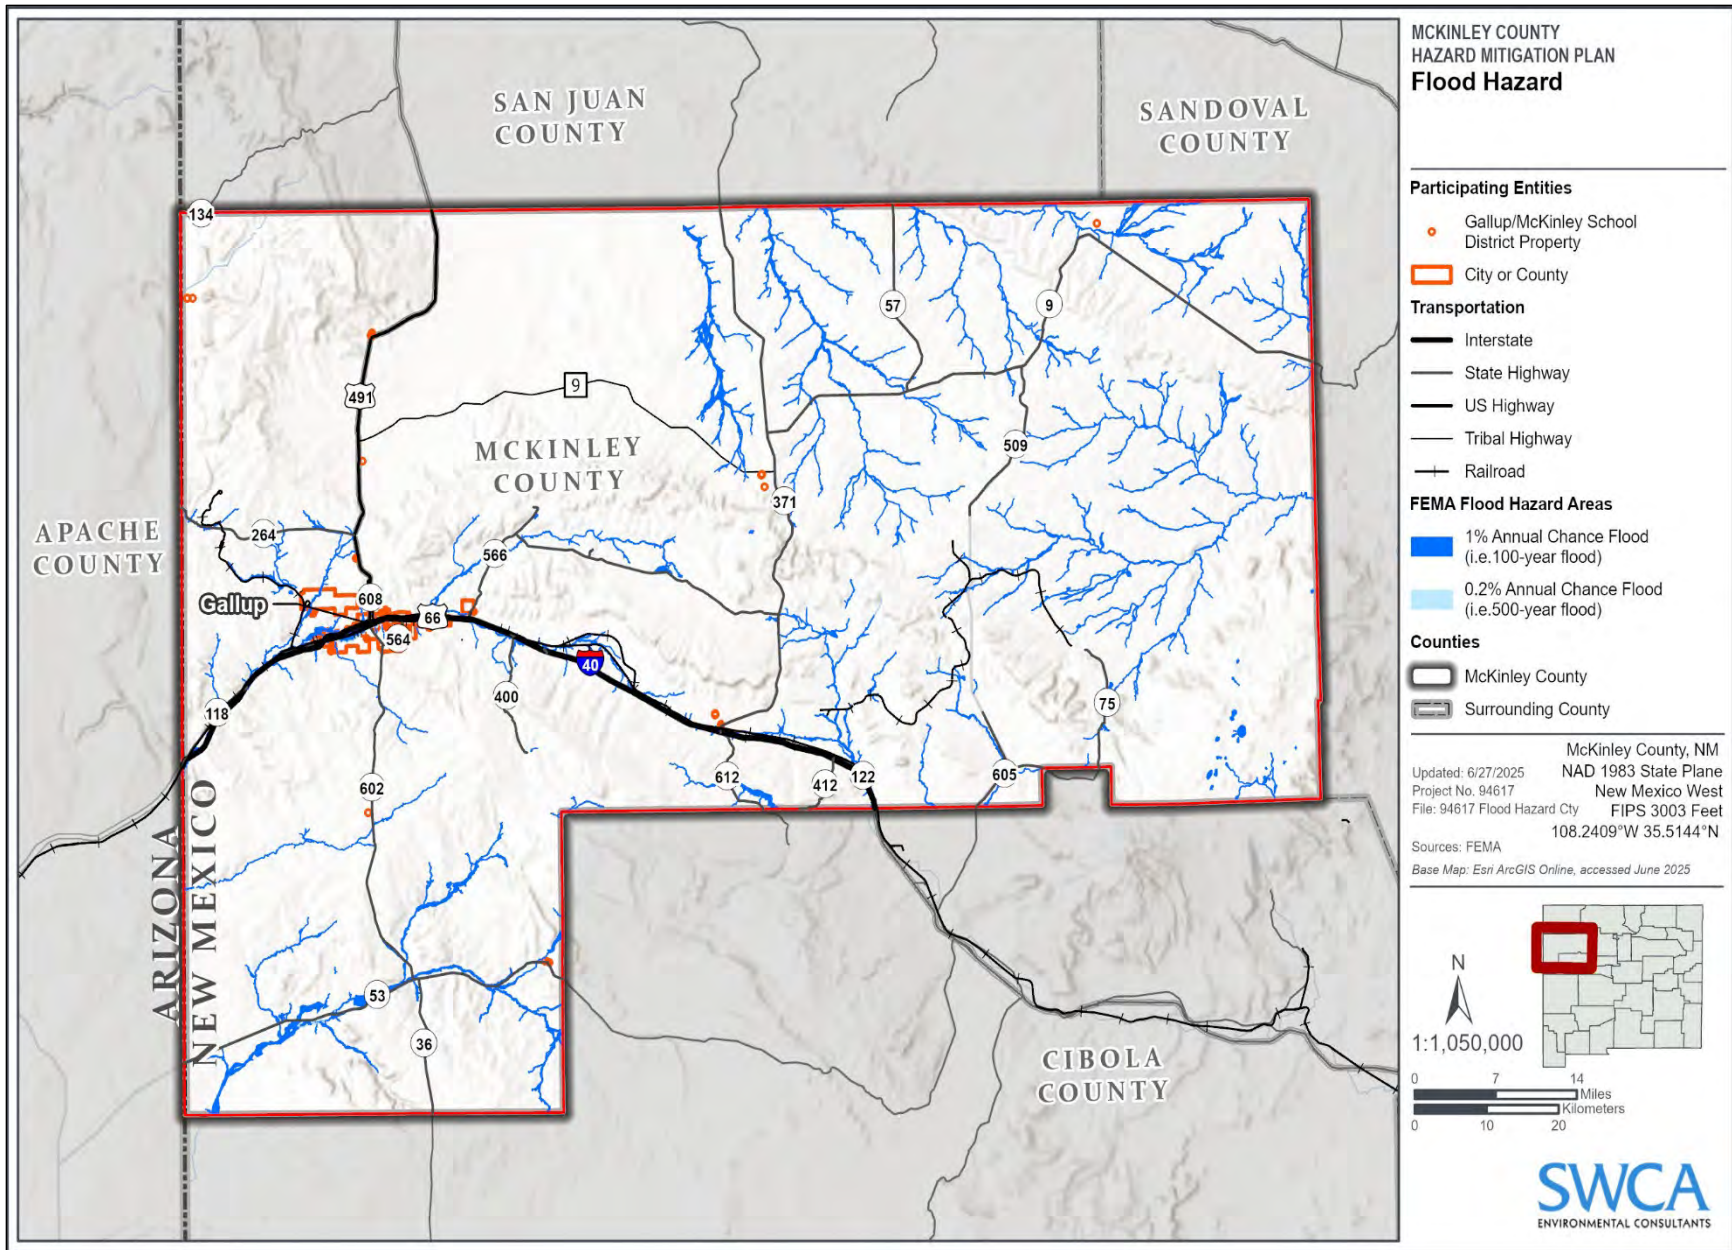 MCKINLEY COUNTY
HAZARD MITIGATION PLAN
Flood Hazard
Participating Entities
Gallup/McKinley School
District Property
City or County
Transportation
Interstate
State Highway
US Highway
Tribal Highway
Railroad
FEMA Flood Hazard Areas
1% Annual Chance Flood
(i.e.100-year flood)
0.2% Annual Chance Flood
(i.e.500-year flood)
Counties
McKinley County
Surrounding County
McKinley County, NM
Updated: 6/27/2025
NAD 1983 State Plane
Project No. 94617
New Mexico West
File: 94617 Flood Hazard Cty
FIPS 3003 Feet
108.2409°W 35.5144°N
Sources: FEMA
Base Map: Esri ArcGIS Online, accessed June 2025
N
1:1,050,000
0 7 14
Miles
Kilometers
0 10 20
SWCA
ENVIRONMENTAL CONSULTANTS
SAN JUAN
COUNTY
SANDOVAL
COUNTY
134
57
9
491
9
MCKINLEY
COUNTY
509
371
APACHE
COUNTY
264
566
Gallup
608
66
564
40
400
118
75
602
612
412
122
605
ARIZONA
NEW MEXICO
53
36
CIBOLA
COUNTY